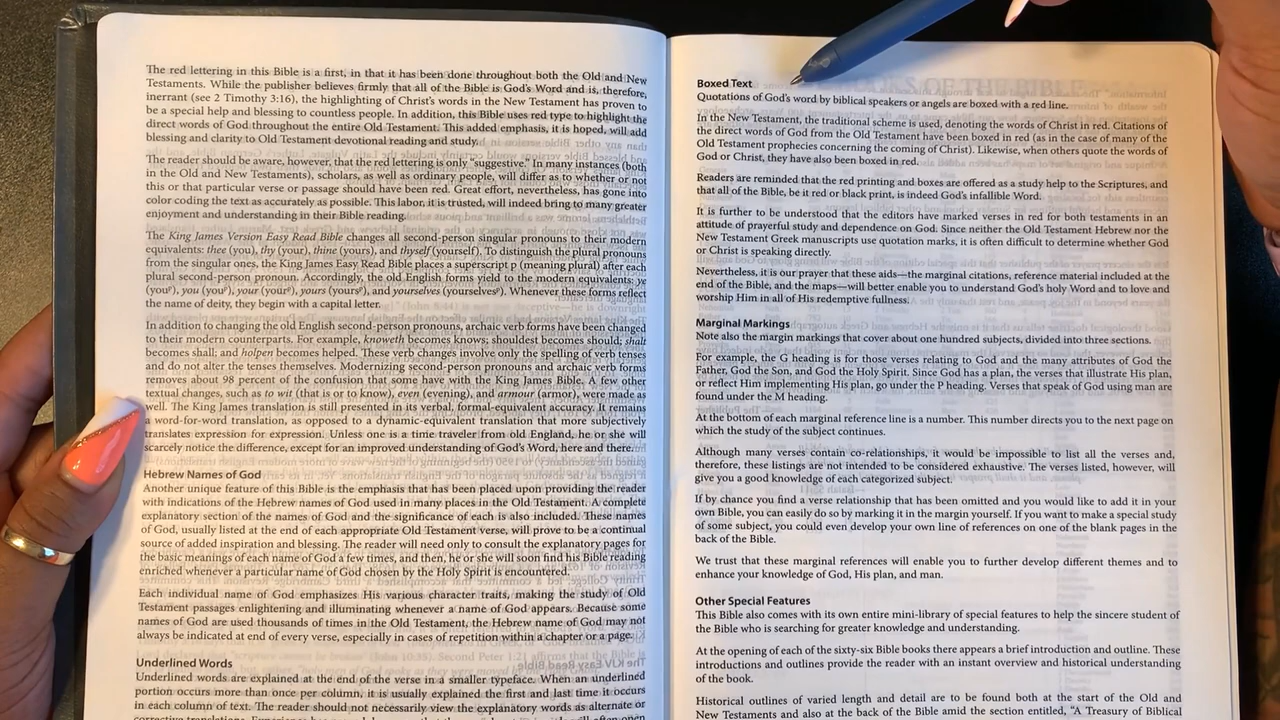 The red lettering in this Bible is a first, in that it has been done throughout both the Old and New
Testaments. While the publisher believes firmly that all of the Bible is God's Word and is, therefore,
inerrant (see 2 Timothy 3:16), the highlighting of Christ's words in the New Testament has proven to
be a special help and blessing to countless people. In addition, this Bible uses red type to highlight the
direct words of God throughout the entire Old Testament. This added emphasis, it is hoped, will add
blessing and clarity to Old Testament devotional reading and study.
The reader should be aware, however, that the red lettering is only "suggestive." In many instances (both
in the Old and New Testaments), scholars, as well as ordinary people, will differ as to whether or not
this or that particular verse or passage should have been red. Great effort, nevertheless, has gone into
color coding the text as accurately as possible. This labor, it is trusted, will indeed bring to many greater
enjoyment and understanding in their Bible reading.
The King James Version Easy Read Bible changes all second-person singular pronouns to their modern
equivalents: thee (you), thy (your), thine (yours), and thyself (yourself). To distinguish the plural pronouns
from the singular ones, the King James Easy Read Bible places a superscript p (meaning plural) after each
plural second-person pronoun. Accordingly, the old English forms yield to the modern equivalents: ye
(youᵖ), you (youᵖ), your (yourᵖ), yours (yoursᵖ), and yourselves (yourselvesᵖ). Whenever these forms reflect
the name of deity, they begin with a capital letter.
In addition to changing the old English second-person pronouns, archaic verb forms have been changed
to their modern counterparts. For example, knoweth becomes knows; shouldest becomes should; shalt
becomes shall; and holpen becomes helped. These verb changes involve only the spelling of verb tenses
and do not alter the tenses themselves. Modernizing second-person pronouns and archaic verb forms
removes about 98 percent of the confusion that some have with the King James Bible. A few other
textual changes, such as to wit (that is or to know), even (evening), and armour (armor), were made as
well. The King James translation is still presented in its verbal, formal-equivalent accuracy. It remains
a word-for-word translation, as opposed to a dynamic-equivalent translation that more subjectively
translates expression for expression. Unless one is a time traveler from old England, he or she will
scarcely notice the difference, except for an improved understanding of God's Word, here and there.
Hebrew Names of God
Another unique feature of this Bible is the emphasis that has been placed upon providing the reader
with indications of the Hebrew names of God used in many places in the Old Testament. A complete
explanatory section of the names of God and the significance of each is also included. These names
of God, usually listed at the end of each appropriate Old Testament verse, will prove to be a continual
source of added inspiration and blessing. The reader will need only to consult the explanatory pages for
the basic meanings of each name of God a few times, and then, he or she will soon find his Bible reading
enriched whenever a particular name of God chosen by the Holy Spirit is encountered.
Each individual name of God emphasizes His various character traits, making the study of Old
Testament passages enlightening and illuminating whenever a name of God appears. Because some
names of God are used thousands of times in the Old Testament, the Hebrew name of God may not
always be indicated at end of every verse, especially in cases of repetition within a chapter or a page.
Underlined Words
Underlined words are explained at the end of the verse in a smaller typeface. When an underlined
portion occurs more than once per column, it is usually explained the first and last time it occurs
in each column of text. The reader should not necessarily view the explanatory words as alternate or
Boxed Text
Quotations of God's word by biblical speakers or angels are boxed with a red line.
In the New Testament, the traditional scheme is used, denoting the words of Christ in red. Citations of
the direct words of God from the Old Testament have been boxed in red (as in the case of many of the
Old Testament prophecies concerning the coming of Christ). Likewise, when others quote the words of
God or Christ, they have also been boxed in red.
Readers are reminded that the red printing and boxes are offered as a study help to the Scriptures, and
that all of the Bible, be it red or black print, is indeed God's infallible Word.
It is further to be understood that the editors have marked verses in red for both testaments in an
attitude of prayerful study and dependence on God. Since neither the Old Testament Hebrew nor the
New Testament Greek manuscripts use quotation marks, it is often difficult to determine whether God
or Christ is speaking directly.
Nevertheless, it is our prayer that these aids—the marginal citations, reference material included at the
end of the Bible, and the maps—will better enable you to understand God's holy Word and to love and
worship Him in all of His redemptive fullness.
Marginal Markings
Note also the margin markings that cover about one hundred subjects, divided into three sections.
For example, the G heading is for those verses relating to God and the many attributes of God the
Father, God the Son, and God the Holy Spirit. Since God has a plan, the verses that illustrate His plan,
or reflect Him implementing His plan, go under the P heading. Verses that speak of God using man are
found under the M heading.
At the bottom of each marginal reference line is a number. This number directs you to the next page on
which the study of the subject continues.
Although many verses contain co-relationships, it would be impossible to list all the verses and,
therefore, these listings are not intended to be considered exhaustive. The verses listed, however, will
give you a good knowledge of each categorized subject.
If by chance you find a verse relationship that has been omitted and you would like to add it in your
own Bible, you can easily do so by marking it in the margin yourself. If you want to make a special study
of some subject, you could even develop your own line of references on one of the blank pages in the
back of the Bible.
We trust that these marginal references will enable you to further develop different themes and to
enhance your knowledge of God, His plan, and man.
Other Special Features
This Bible also comes with its own entire mini-library of special features to help the sincere student of
the Bible who is searching for greater knowledge and understanding.
At the opening of each of the sixty-six Bible books there appears a brief introduction and outline. These
introductions and outlines provide the reader with an instant overview and historical understanding
of the book.
Historical outlines of varied length and detail are to be found both at the start of the Old and
New Testaments and also at the back of the Bible amid the section entitled, "A Treasury of Biblical